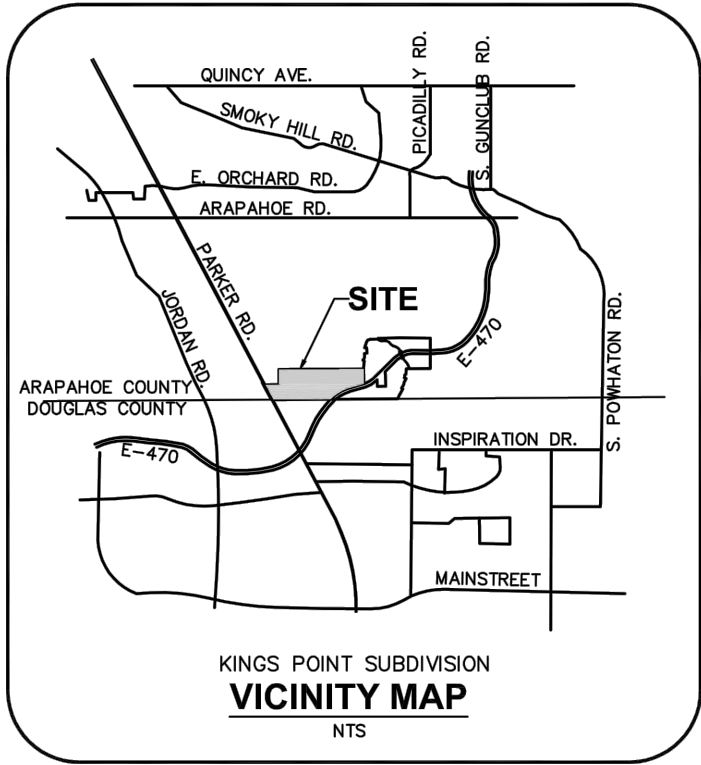 QUINCY AVE.
PICADILLY RD.
S. GUNCLUB RD.
SMOKY HILL RD.
E. ORCHARD RD.
ARAPAHOE RD.
PARKER RD.
SITE
JORDAN RD.
E-470
S. POWHATON RD.
ARAPAHOE COUNTY
DOUGLAS COUNTY
INSPIRATION DR.
E-470
MAINSTREET
KINGS POINT SUBDIVISION
VICINITY MAP
NTS